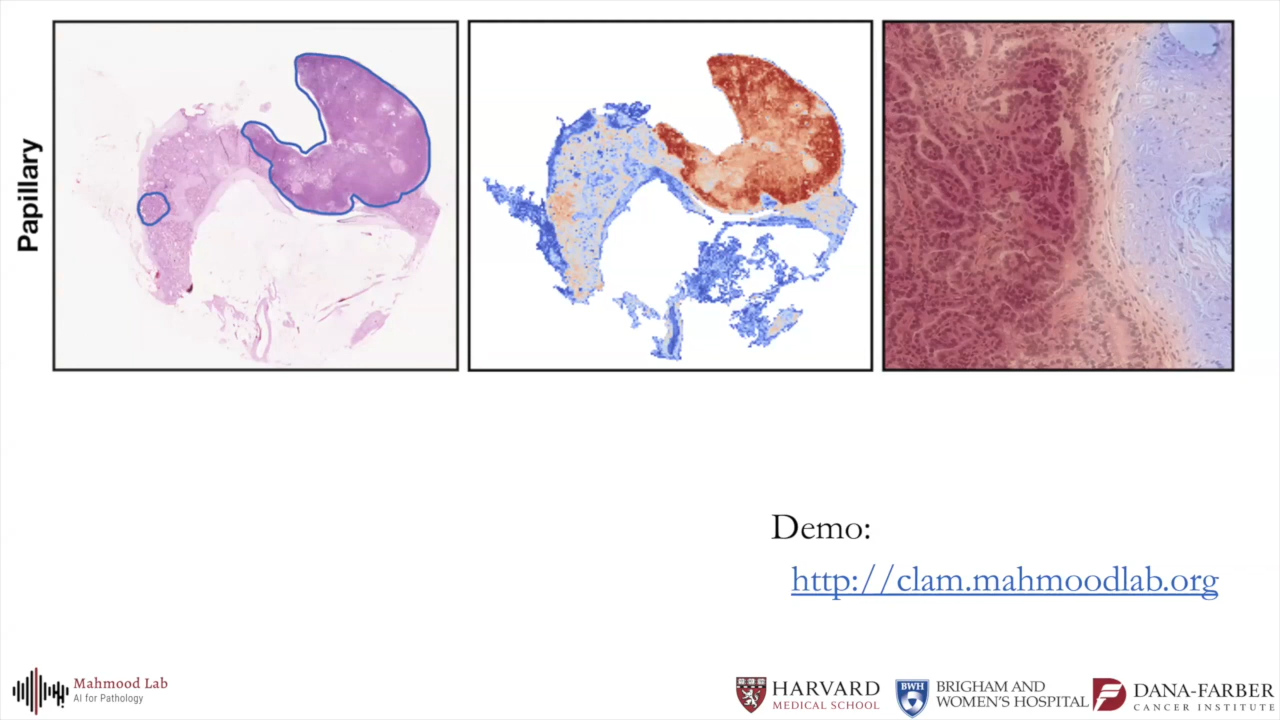 Papillary
Demo:
http://clam.mahmoodlab.org
Mahmood Lab
AI for Pathology
HARVARD
MEDICAL SCHOOL
BWH
BRIGHAM AND
WOMEN'S HOSPITAL
DANA-FARBER
CANCER INSTITUTE